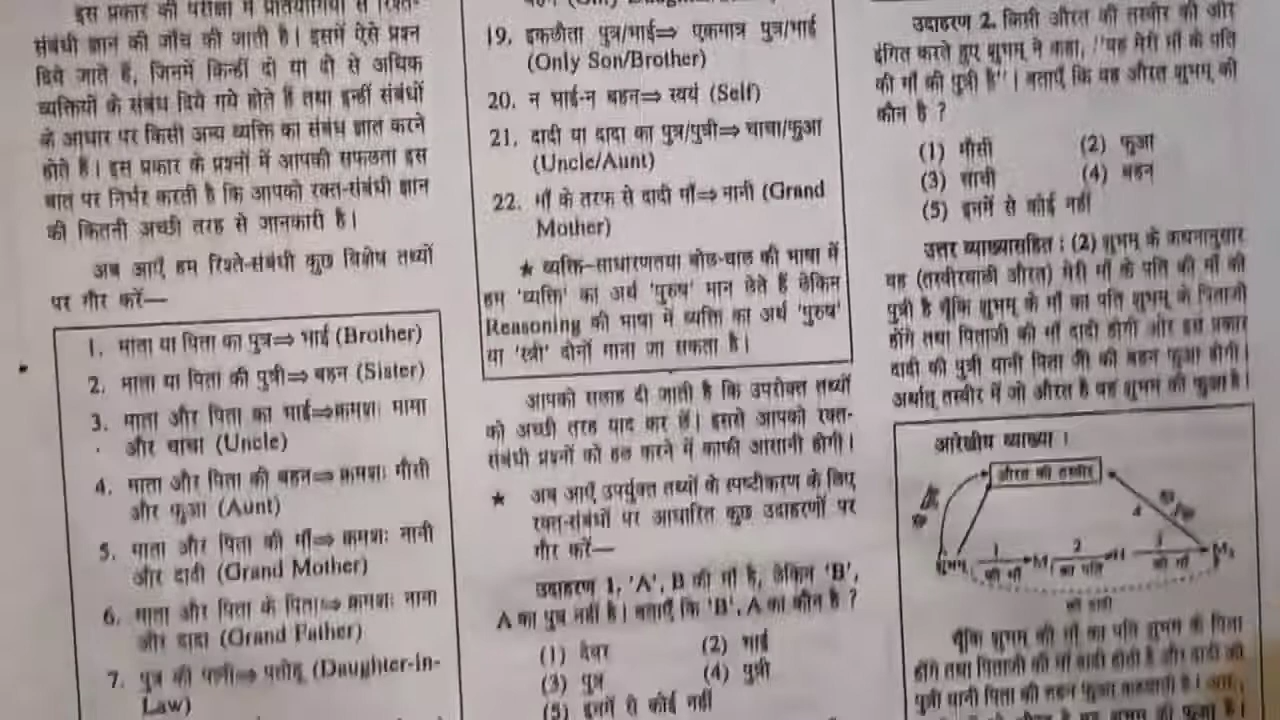 इस प्रकार की परीक्षा में प्रतियोगियों से रिश्ते-
संबंधी ज्ञान की जाँच की जाती है। इसमें ऐसे प्रश्न
दिये जाते हैं, जिनमें किन्हीं दो या दो से अधिक
व्यक्तियों के संबंध दिये गये होते हैं तथा इन्हीं संबंधों
के आधार पर किसी अन्य व्यक्ति का संबंध ज्ञात करने
होते हैं। इस प्रकार के प्रश्नों में आपकी सफलता इस
बात पर निर्भर करती है कि आपको रक्त-संबंधी ज्ञान
की कितनी अच्छी तरह से जानकारी है।
अब आएँ हम रिश्ते-संबंधी कुछ विशेष तथ्यों
पर गौर करें—
1. माता या पिता का पुत्र⇒ भाई (Brother)
2. माता या पिता की पुत्री⇒ बहन (Sister)
3. माता और पिता का भाई⇒क्रमशः मामा
और चाचा (Uncle)
4. माता और पिता की बहन⇒ क्रमशः मौसी
और फूआ (Aunt)
5. माता और पिता की माँ⇒ क्रमशः नानी
और दादी (Grand Mother)
6. माता और पिता के पिता⇒ क्रमशः नाना
और दादा (Grand Father)
7. पुत्र की पत्नी⇒ पतोहू (Daughter-in-
Law)
19. इकलौता पुत्र/भाई⇒ एकमात्र पुत्र/भाई
(Only Son/Brother)
20. न भाई-न बहन⇒ स्वयं (Self)
21. दादी या दादा का पुत्र/पुत्री⇒ चाचा/फुआ
(Uncle/Aunt)
22. माँ के तरफ से दादी माँ⇒ नानी (Grand
Mother)
★ व्यक्ति–साधारणतया बोल-चाल की भाषा में
हम 'व्यक्ति' का अर्थ 'पुरुष' मान लेते हैं लेकिन
Reasoning की भाषा में व्यक्ति का अर्थ 'पुरुष'
या 'स्त्री' दोनों माना जा सकता है।
आपको सलाह दी जाती है कि उपरोक्त तथ्यों
को अच्छी तरह याद कर लें। इससे आपको रक्त-
संबंधी प्रश्नों को हल करने में काफी आसानी होगी।
★ अब आएँ उपर्युक्त तथ्यों के स्पष्टीकरण के लिए
रक्त-संबंधों पर आधारित कुछ उदाहरणों पर
गौर करें—
उदाहरण 1. 'A', B की माँ है, लेकिन 'B',
A का पुत्र नहीं है। बताएँ कि 'B', A का कौन है ?
(1) देवर (2) भाई
(3) पुत्र (4) पुत्री
(5) इनमें से कोई नहीं
उदाहरण 2. किसी औरत की तस्वीर की ओर
इंगित करते हुए शुभम् ने कहा, ''यह मेरी माँ के पति
की माँ की पुत्री है''। बताएँ कि वह औरत शुभम् की
कौन है ?
(1) मौसी (2) फूआ
(3) चाची (4) बहन
(5) इनमें से कोई नहीं
उत्तर व्याख्यासहित : (2) शुभम् के कथनानुसार
यह (तस्वीरवाली औरत) मेरी माँ के पति की माँ की
पुत्री है चूँकि शुभम् के माँ का पति शुभम् के पिताजी
होंगे तथा पिताजी की माँ दादी होगी और इस प्रकार
दादी की पुत्री यानी पिता जी की बहन फूआ होगी।
अर्थात् तस्वीर में जो औरत है वह शुभम की फूआ है।
आरेखीय व्याख्या।
औरत की तस्वीर
4
शुभम् 1 की माँ M 2 का पति H 3 की माँ M₁
की दादी
चूँकि शुभम् की माँ का पति शुभम् के पिता
होंगे तथा पिताजी की माँ दादी होती है और दादी की
पुत्री यानी पिता की बहन फूआ कहलाती है।